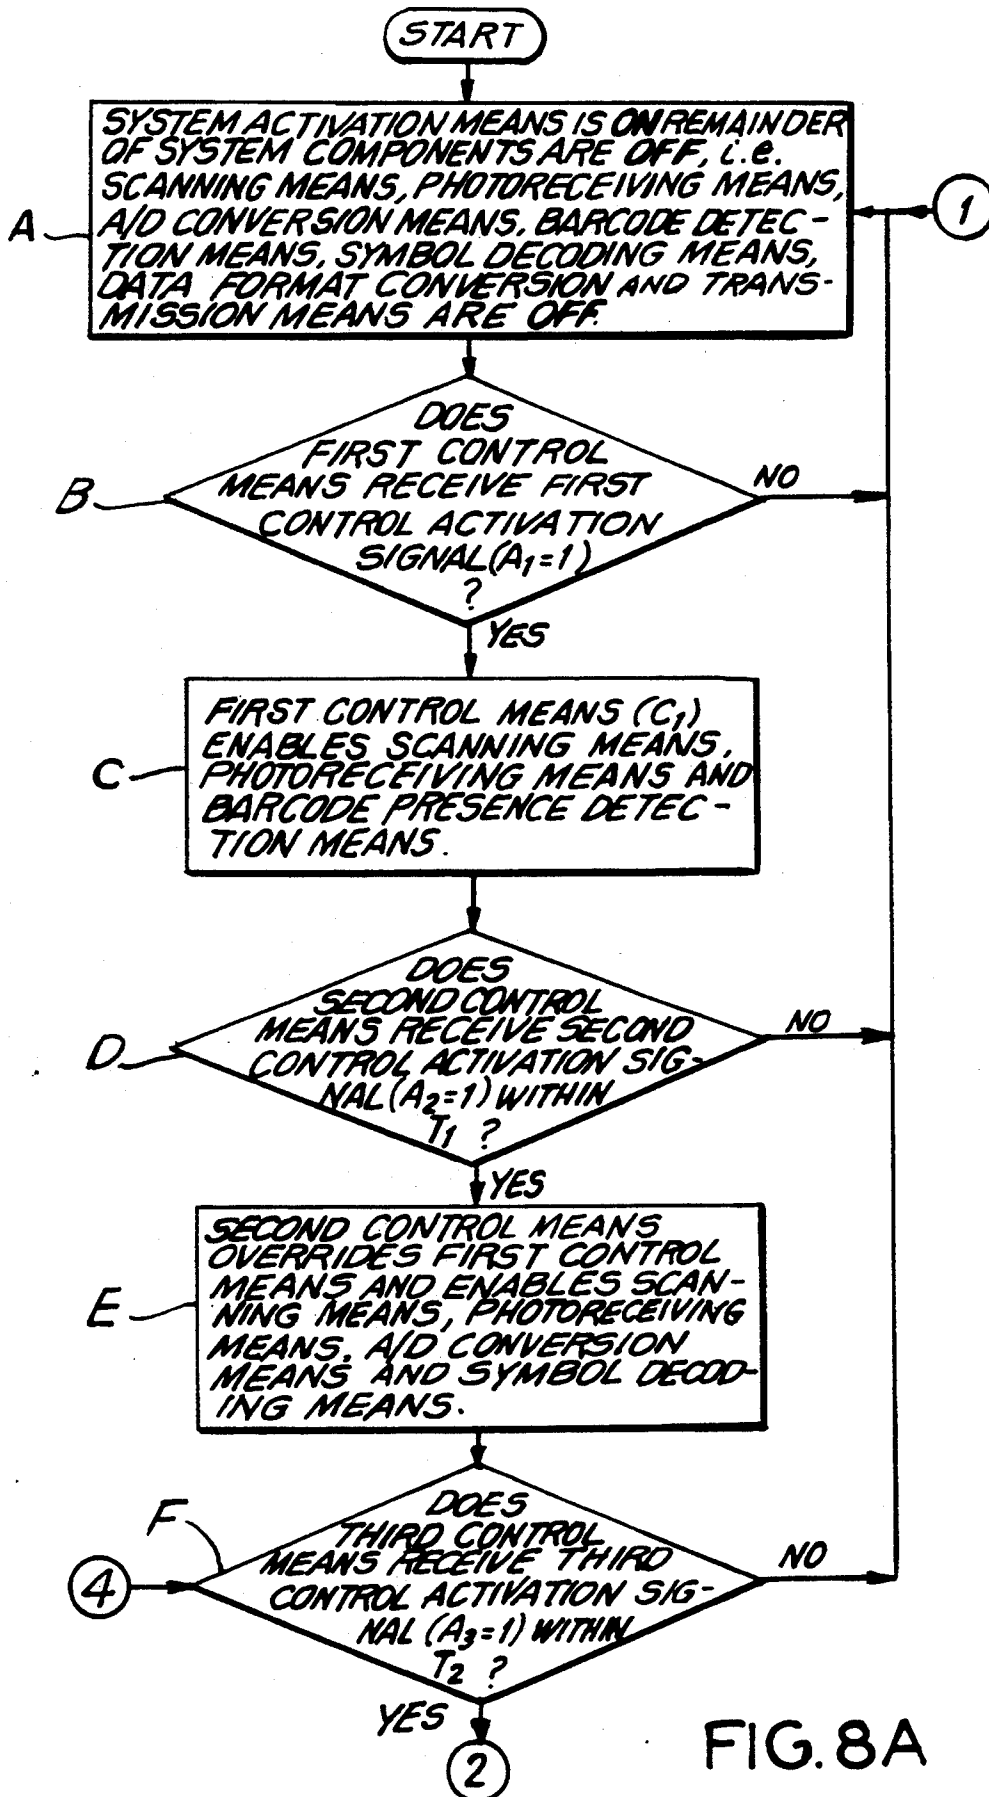 START
SYSTEM ACTIVATION MEANS IS ON REMAINDER
OF SYSTEM COMPONENTS ARE OFF, i.e.
SCANNING MEANS, PHOTORECEIVING MEANS,
A/D CONVERSION MEANS, BARCODE DETEC-
TION MEANS, SYMBOL DECODING MEANS,
DATA FORMAT CONVERSION AND TRANS-
MISSION MEANS ARE OFF.
A
1
DOES
FIRST CONTROL
MEANS RECEIVE FIRST
CONTROL ACTIVATION
SIGNAL (A₁=1)
?
B
NO
YES
FIRST CONTROL MEANS (C₁)
ENABLES SCANNING MEANS,
PHOTORECEIVING MEANS AND
BARCODE PRESENCE DETEC-
TION MEANS.
C
DOES
SECOND CONTROL
MEANS RECEIVE SECOND
CONTROL ACTIVATION SIG-
NAL (A₂=1) WITHIN
T₁ ?
D
NO
YES
SECOND CONTROL MEANS
OVERRIDES FIRST CONTROL
MEANS AND ENABLES SCAN-
NING MEANS, PHOTORECEIVING
MEANS, A/D CONVERSION
MEANS AND SYMBOL DECOD-
ING MEANS.
E
F
DOES
THIRD CONTROL
MEANS RECEIVE THIRD
CONTROL ACTIVATION SIG-
NAL (A₃=1) WITHIN
T₂ ?
4
NO
YES
2
FIG. 8A